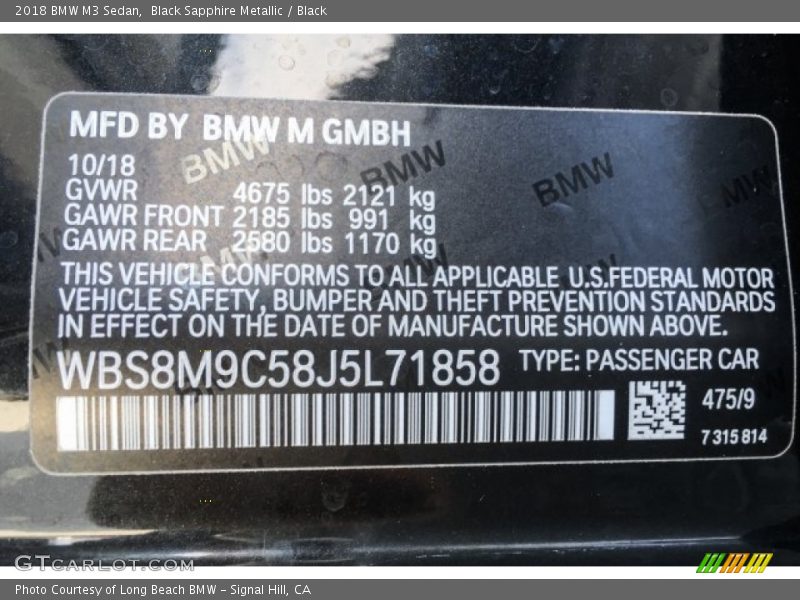 2018 BMW M3 Sedan, Black Sapphire Metallic / Black
MFD BY BMW M GMBH
10/18
GVWR 4675 lbs 2121 kg
GAWR FRONT 2185 lbs 991 kg
GAWR REAR 2580 lbs 1170 kg
THIS VEHICLE CONFORMS TO ALL APPLICABLE U.S.FEDERAL MOTOR
VEHICLE SAFETY, BUMPER AND THEFT PREVENTION STANDARDS
IN EFFECT ON THE DATE OF MANUFACTURE SHOWN ABOVE.
WBS8M9C58J5L71858 TYPE: PASSENGER CAR
475/9
7 315 814
BMW
BMW
BMW
GTCARLOT.COM
Photo Courtesy of Long Beach BMW - Signal Hill, CA